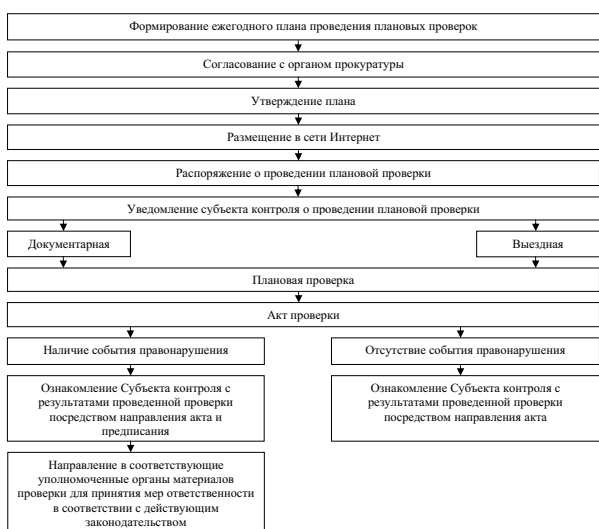 Формирование ежегодного плана проведения плановых проверок
Согласование с органом прокуратуры
Утверждение плана
Размещение в сети Интернет
Распоряжение о проведении плановой проверки
Уведомление субъекта контроля о проведении плановой проверки
Документарная
Выездная
Плановая проверка
Акт проверки
Наличие события правонарушения
Отсутствие события правонарушения
Ознакомление Субъекта контроля с
результатами проведенной проверки
посредством направления акта и
предписания
Ознакомление Субъекта контроля с
результатами проведенной проверки
посредством направления акта
Направление в соответствующие
уполномоченные органы материалов
проверки для принятия мер ответственности
в соответствии с действующим
законодательством